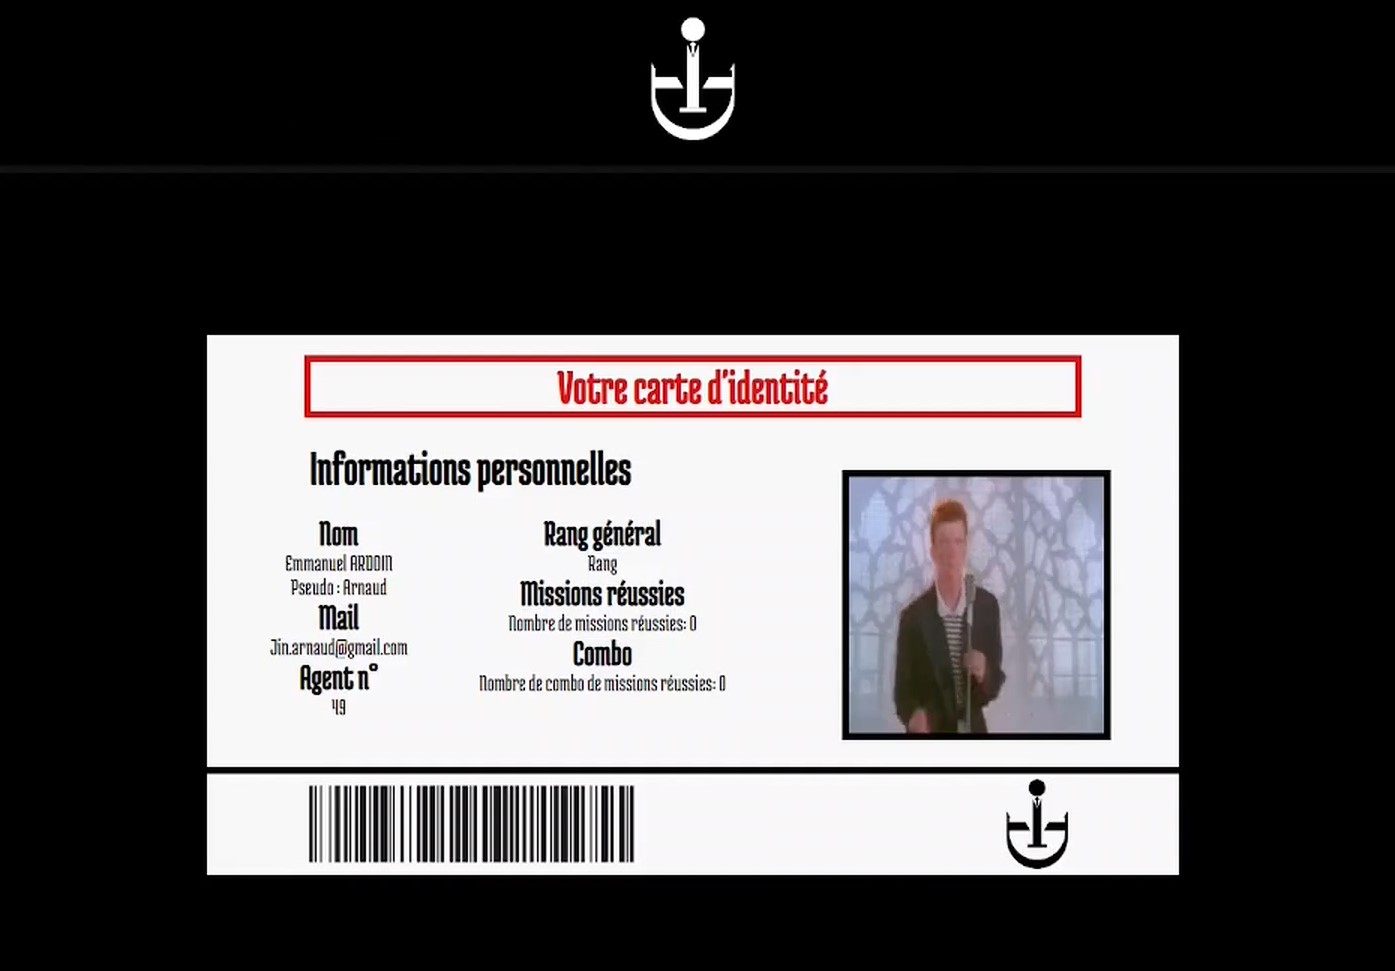 Votre carte d'identité
Informations personnelles
Nom
Emmanuel ARDOIN
Pseudo : Arnaud
Mail
Jin.arnaud@gmail.com
Agent n°
49
Rang général
Rang
Missions réussies
Nombre de missions réussies: 0
Combo
Nombre de combo de missions réussies: 0